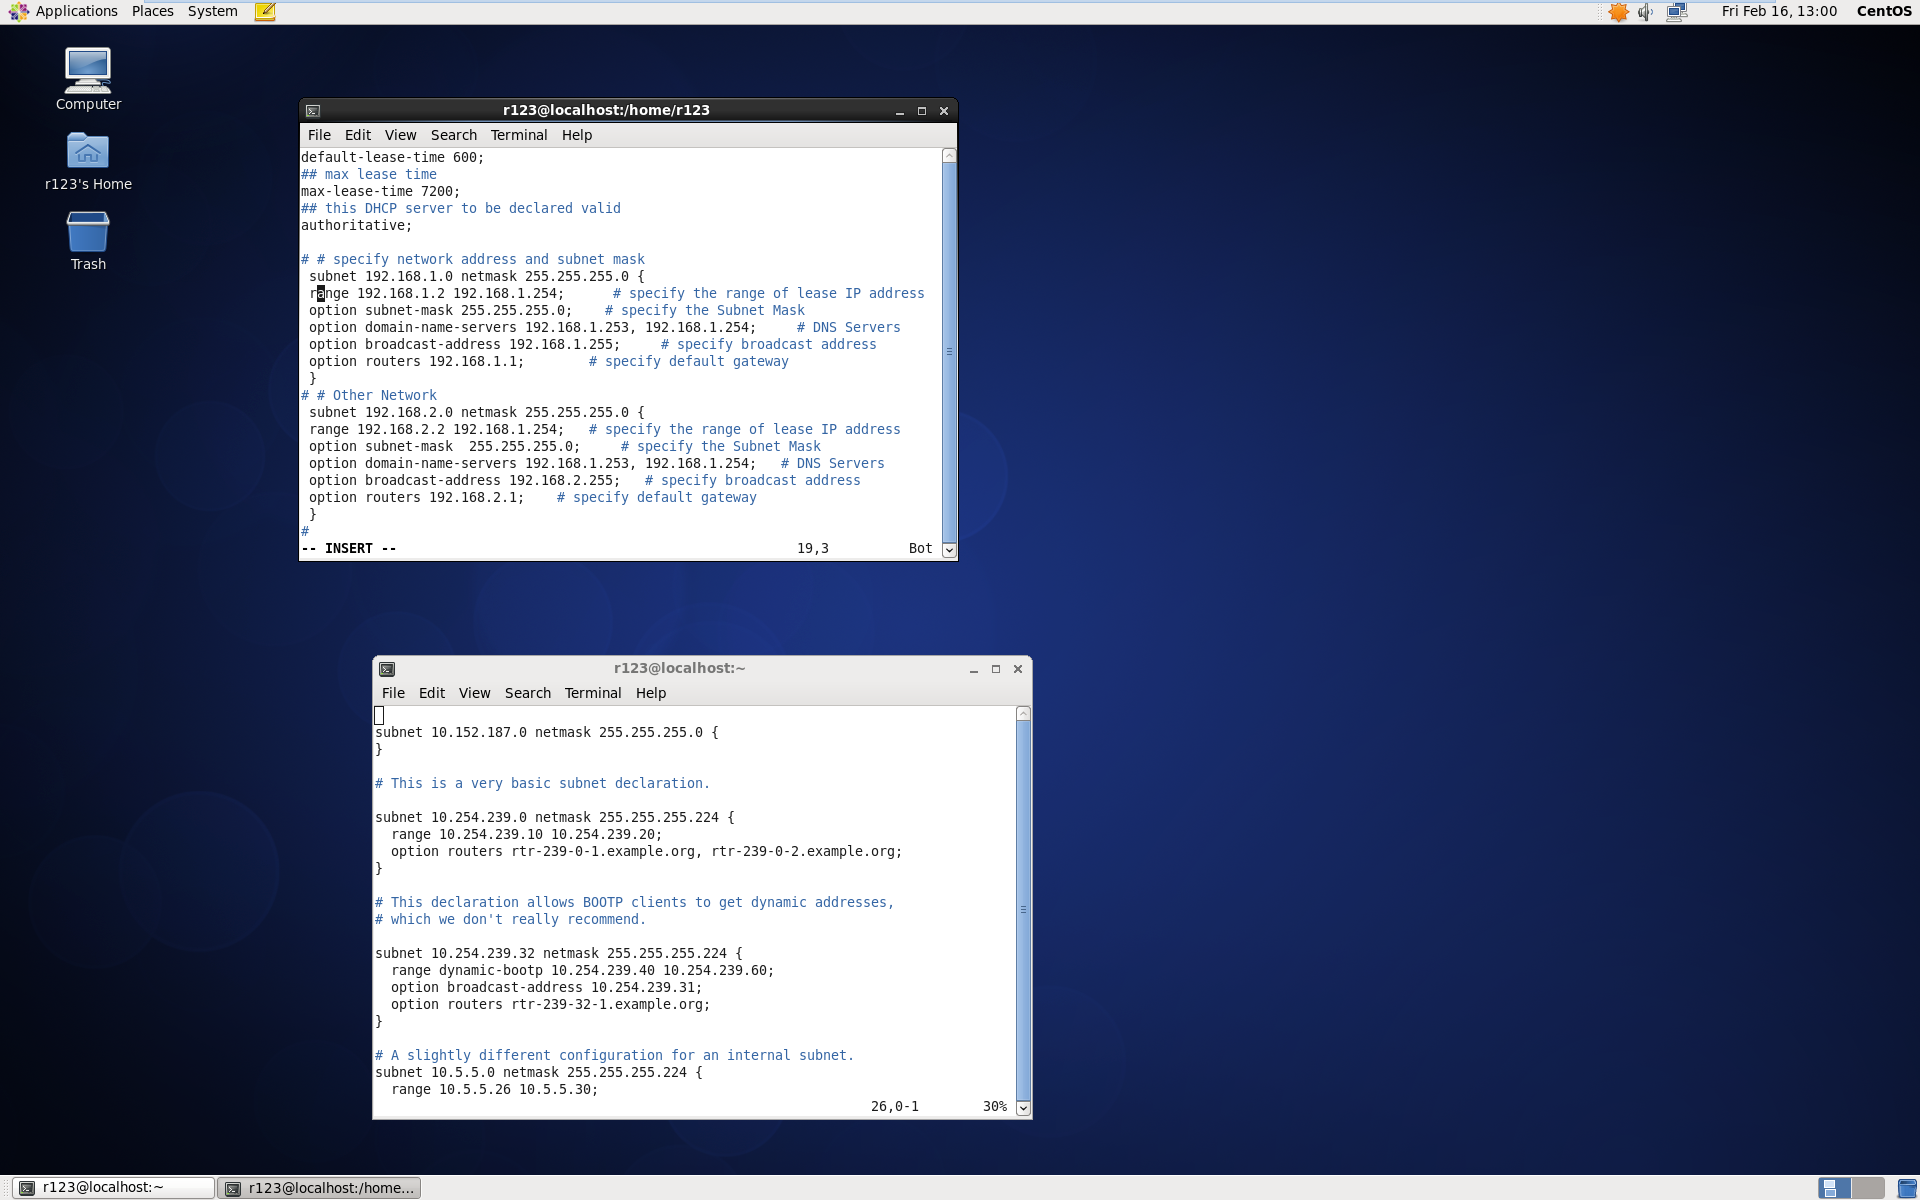 Applications Places System Fri Feb 16, 13:00 CentOS
Computer
r123's Home
Trash
r123@localhost:/home/r123
File Edit View Search Terminal Help
default-lease-time 600;
## max lease time
max-lease-time 7200;
## this DHCP server to be declared valid
authoritative;
# # specify network address and subnet mask
subnet 192.168.1.0 netmask 255.255.255.0 {
range 192.168.1.2 192.168.1.254; # specify the range of lease IP address
option subnet-mask 255.255.255.0; # specify the Subnet Mask
option domain-name-servers 192.168.1.253, 192.168.1.254; # DNS Servers
option broadcast-address 192.168.1.255; # specify broadcast address
option routers 192.168.1.1; # specify default gateway
}
# # Other Network
subnet 192.168.2.0 netmask 255.255.255.0 {
range 192.168.2.2 192.168.1.254; # specify the range of lease IP address
option subnet-mask  255.255.255.0; # specify the Subnet Mask
option domain-name-servers 192.168.1.253, 192.168.1.254; # DNS Servers
option broadcast-address 192.168.2.255; # specify broadcast address
option routers 192.168.2.1; # specify default gateway
}
#
-- INSERT -- 19,3 Bot
r123@localhost:~
File Edit View Search Terminal Help
subnet 10.152.187.0 netmask 255.255.255.0 {
}
# This is a very basic subnet declaration.
subnet 10.254.239.0 netmask 255.255.255.224 {
range 10.254.239.10 10.254.239.20;
option routers rtr-239-0-1.example.org, rtr-239-0-2.example.org;
}
# This declaration allows BOOTP clients to get dynamic addresses,
# which we don't really recommend.
subnet 10.254.239.32 netmask 255.255.255.224 {
range dynamic-bootp 10.254.239.40 10.254.239.60;
option broadcast-address 10.254.239.31;
option routers rtr-239-32-1.example.org;
}
# A slightly different configuration for an internal subnet.
subnet 10.5.5.0 netmask 255.255.255.224 {
range 10.5.5.26 10.5.5.30;
26,0-1 30%
r123@localhost:~ r123@localhost:/home...